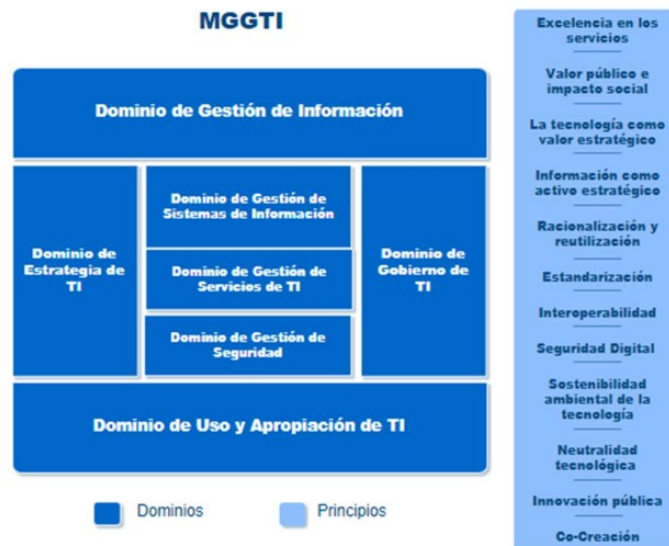 MGGTI
Dominio de Gestión de Información
Dominio de
Estrategia de
TI
Dominio de Gestión de
Sistemas de Información
Dominio de Gestión de
Servicios de TI
Dominio de Gestión de
Seguridad
Dominio de
Gobierno de
TI
Dominio de Uso y Apropiación de TI
Dominios
Principios
Excelencia en los
servicios
Valor público e
impacto social
La tecnología como
valor estratégico
Información como
activo estratégico
Racionalización y
reutilización
Estandarización
Interoperabilidad
Seguridad Digital
Sostenibilidad
ambiental de la
tecnología
Neutralidad
tecnológica
Innovación pública
Co-Creación